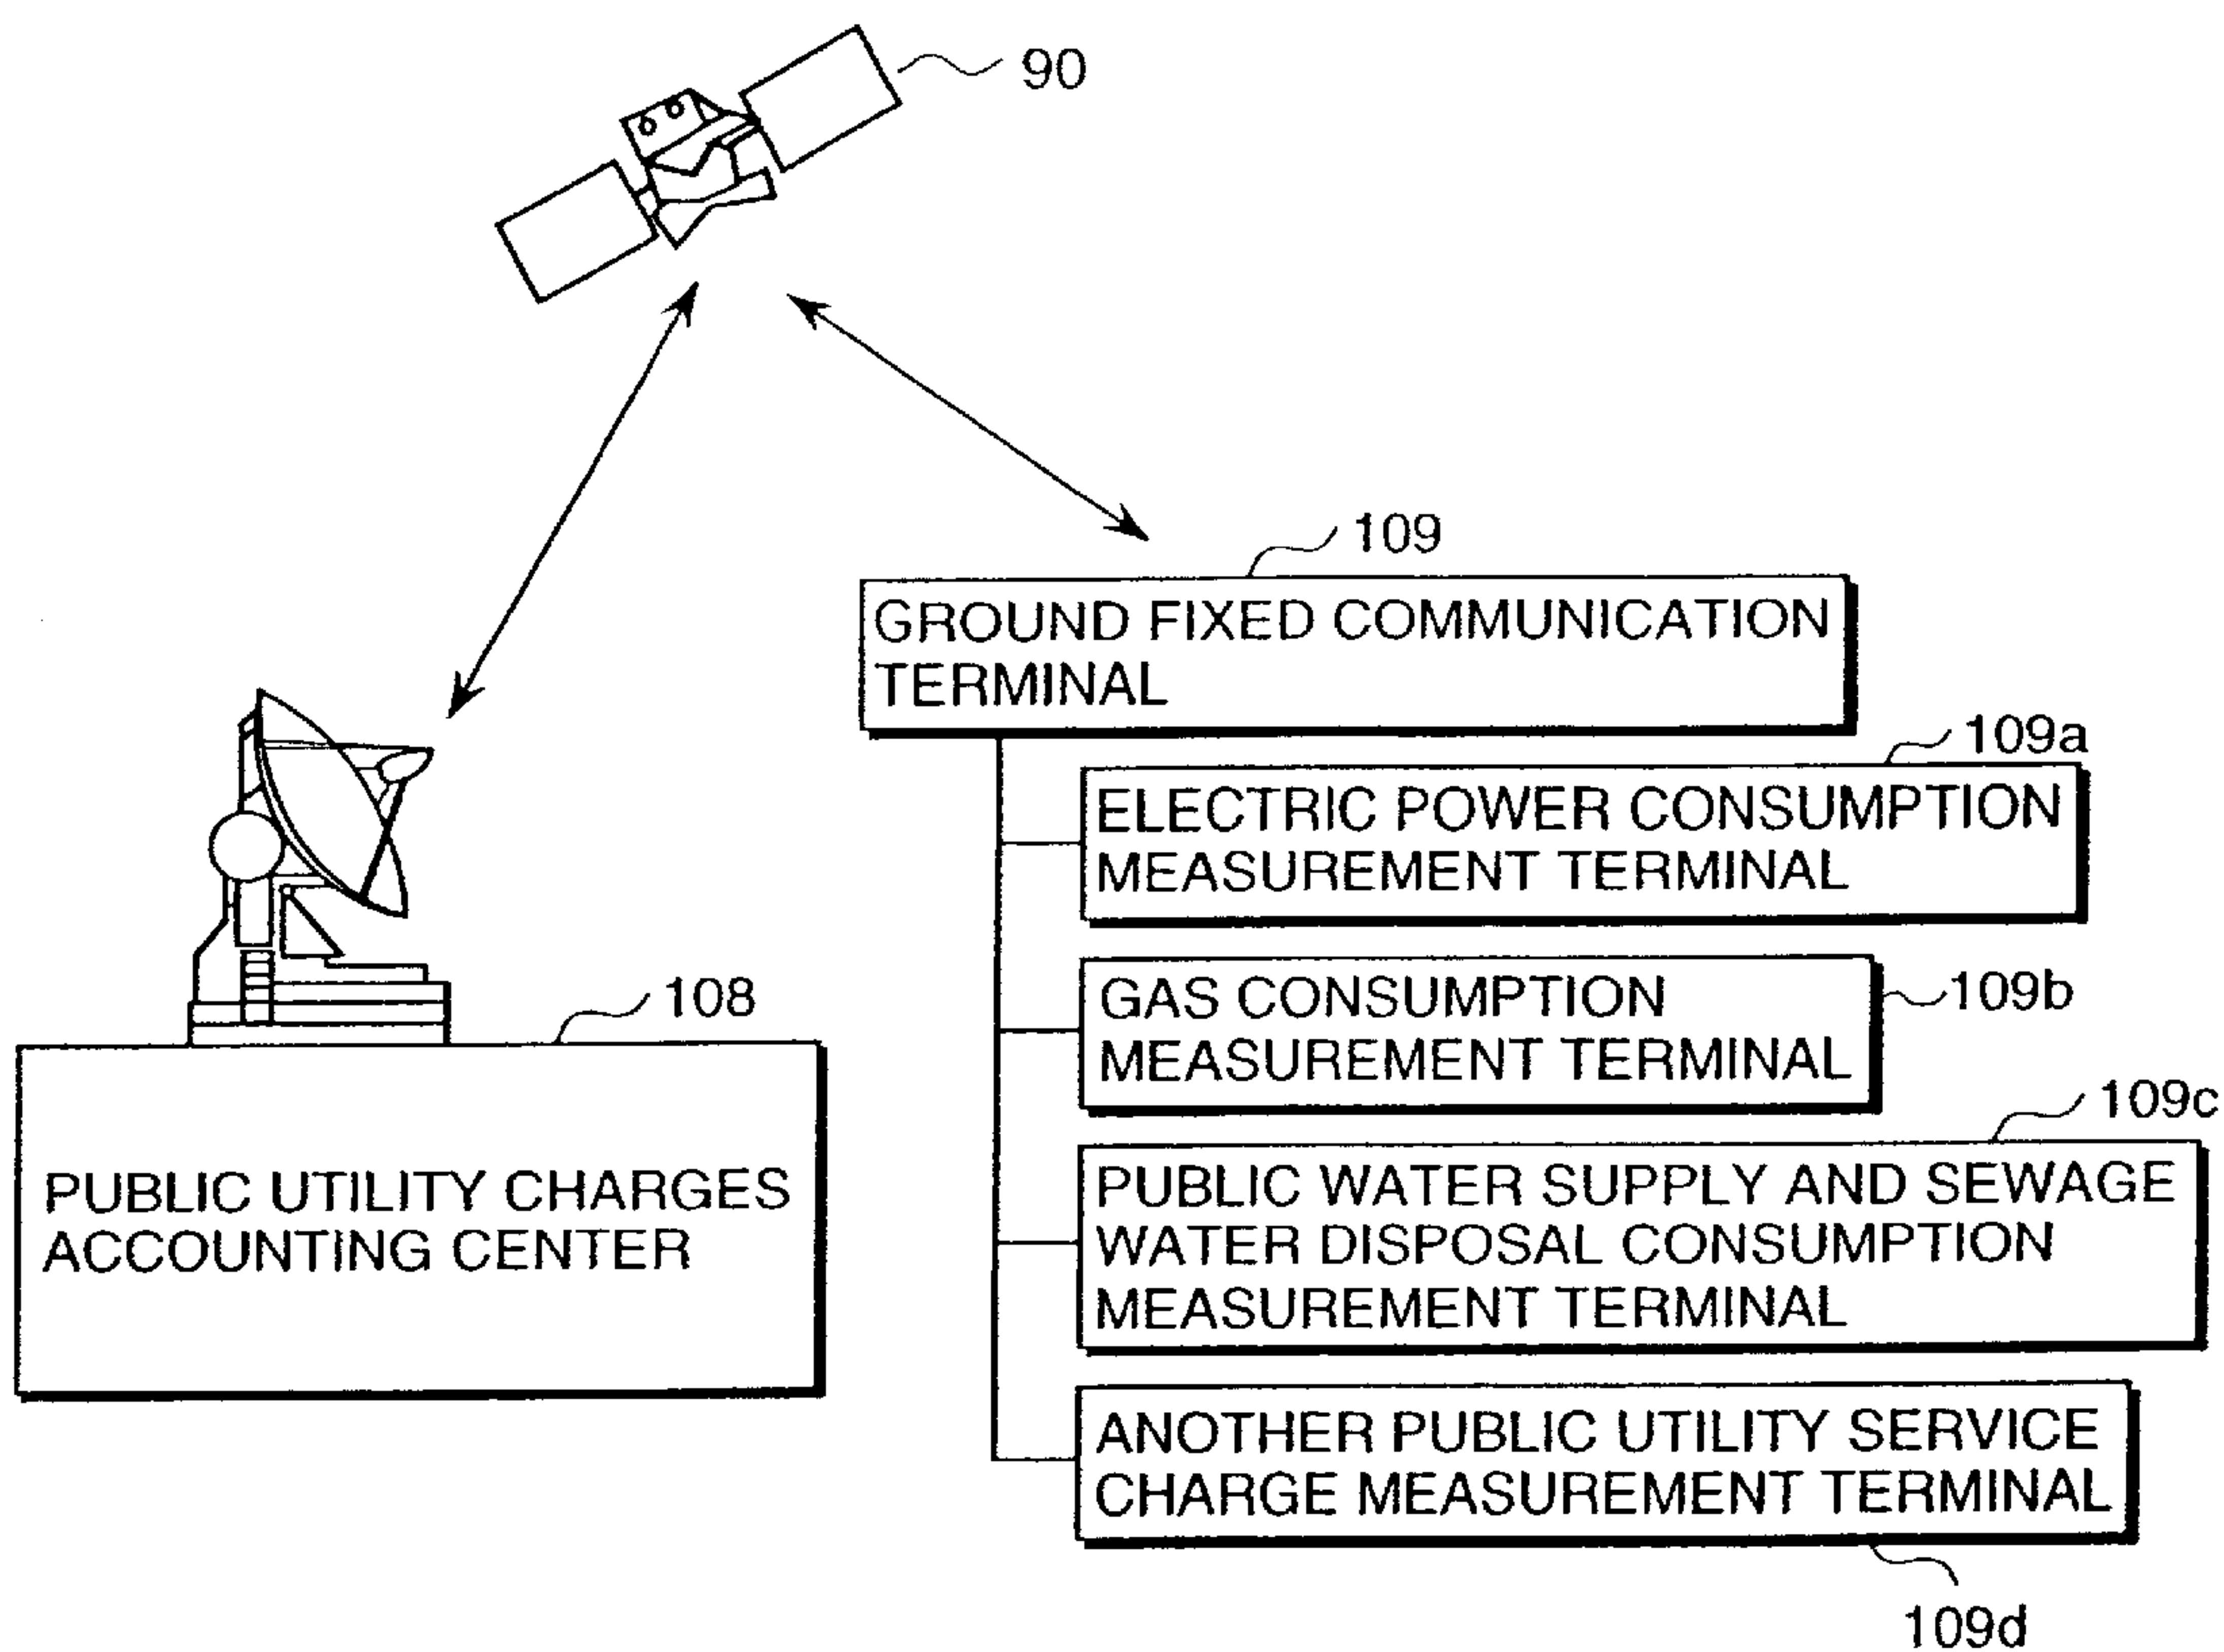 90
109
GROUND FIXED COMMUNICATION
TERMINAL
109a
ELECTRIC POWER CONSUMPTION
MEASUREMENT TERMINAL
109b
GAS CONSUMPTION
MEASUREMENT TERMINAL
108
PUBLIC UTILITY CHARGES
ACCOUNTING CENTER
109c
PUBLIC WATER SUPPLY AND SEWAGE
WATER DISPOSAL CONSUMPTION
MEASUREMENT TERMINAL
ANOTHER PUBLIC UTILITY SERVICE
CHARGE MEASUREMENT TERMINAL
109d